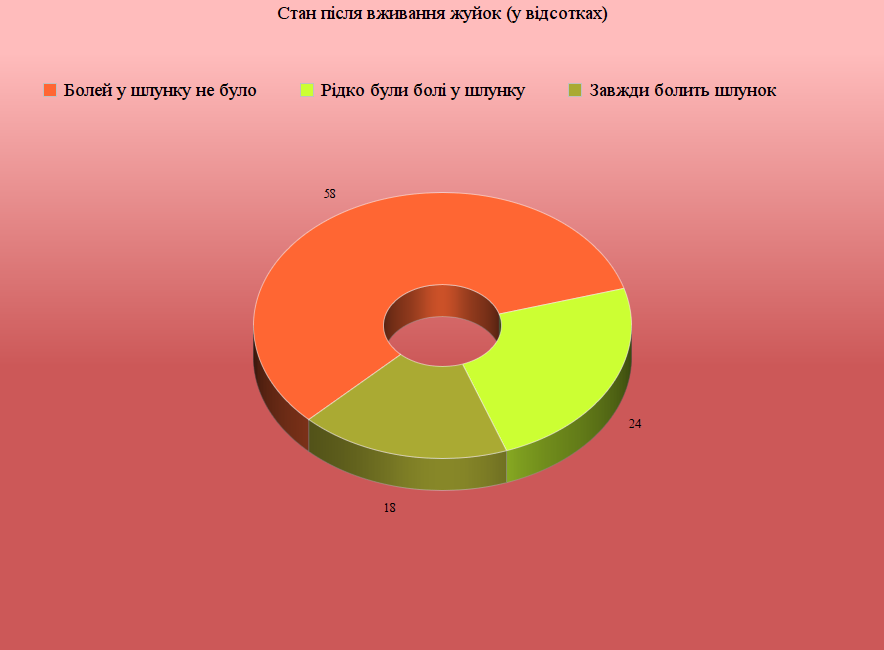 Стан після вживання жуйок (у відсотках)
Болей у шлунку не було
Рідко були болі у шлунку
Завжди болить шлунок
58
24
18